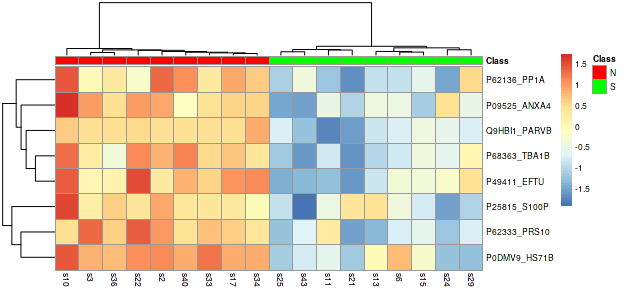 Class
P62136_PP1A
P09525_ANXA4
Q9HBI1_PARVB
P68363_TBA1B
P49411_EFTU
P25815_S100P
P62333_PRS10
P0DMV9_HS71B
s10 s3 s36 s22 s2 s40 s33 s17 s34 s25 s43 s11 s21 s13 s6 s15 s24 s29
1.5
1
0.5
0
-0.5
-1
-1.5
Class
N
S